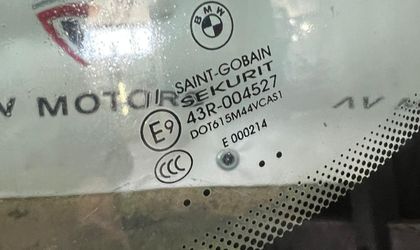 BMW
SAINT-GOBAIN
SEKURIT
E9 43R-004527
DOT615M44VCAS1
E 000214
CCC
MOTOR